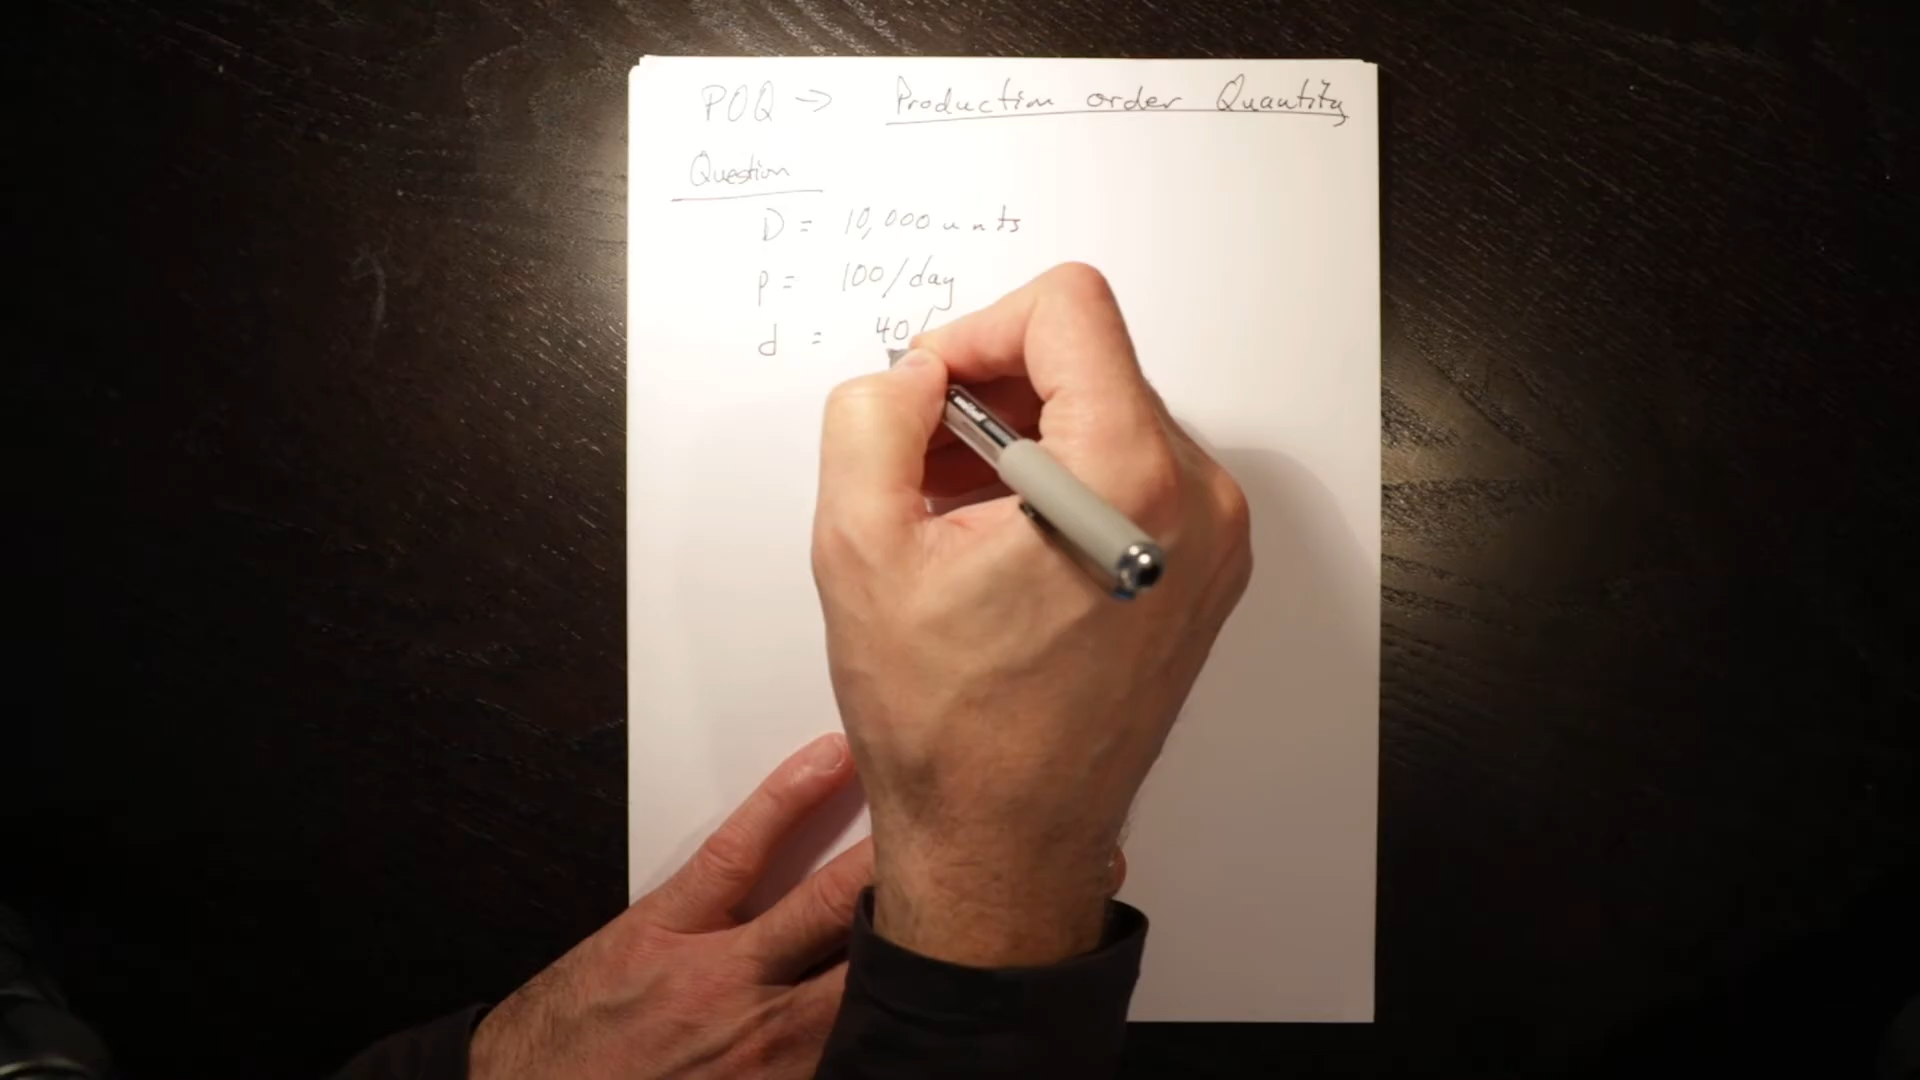 POQ → Production order Quantity
Question
D = 10,000 units
p = 100/day
d = 40/